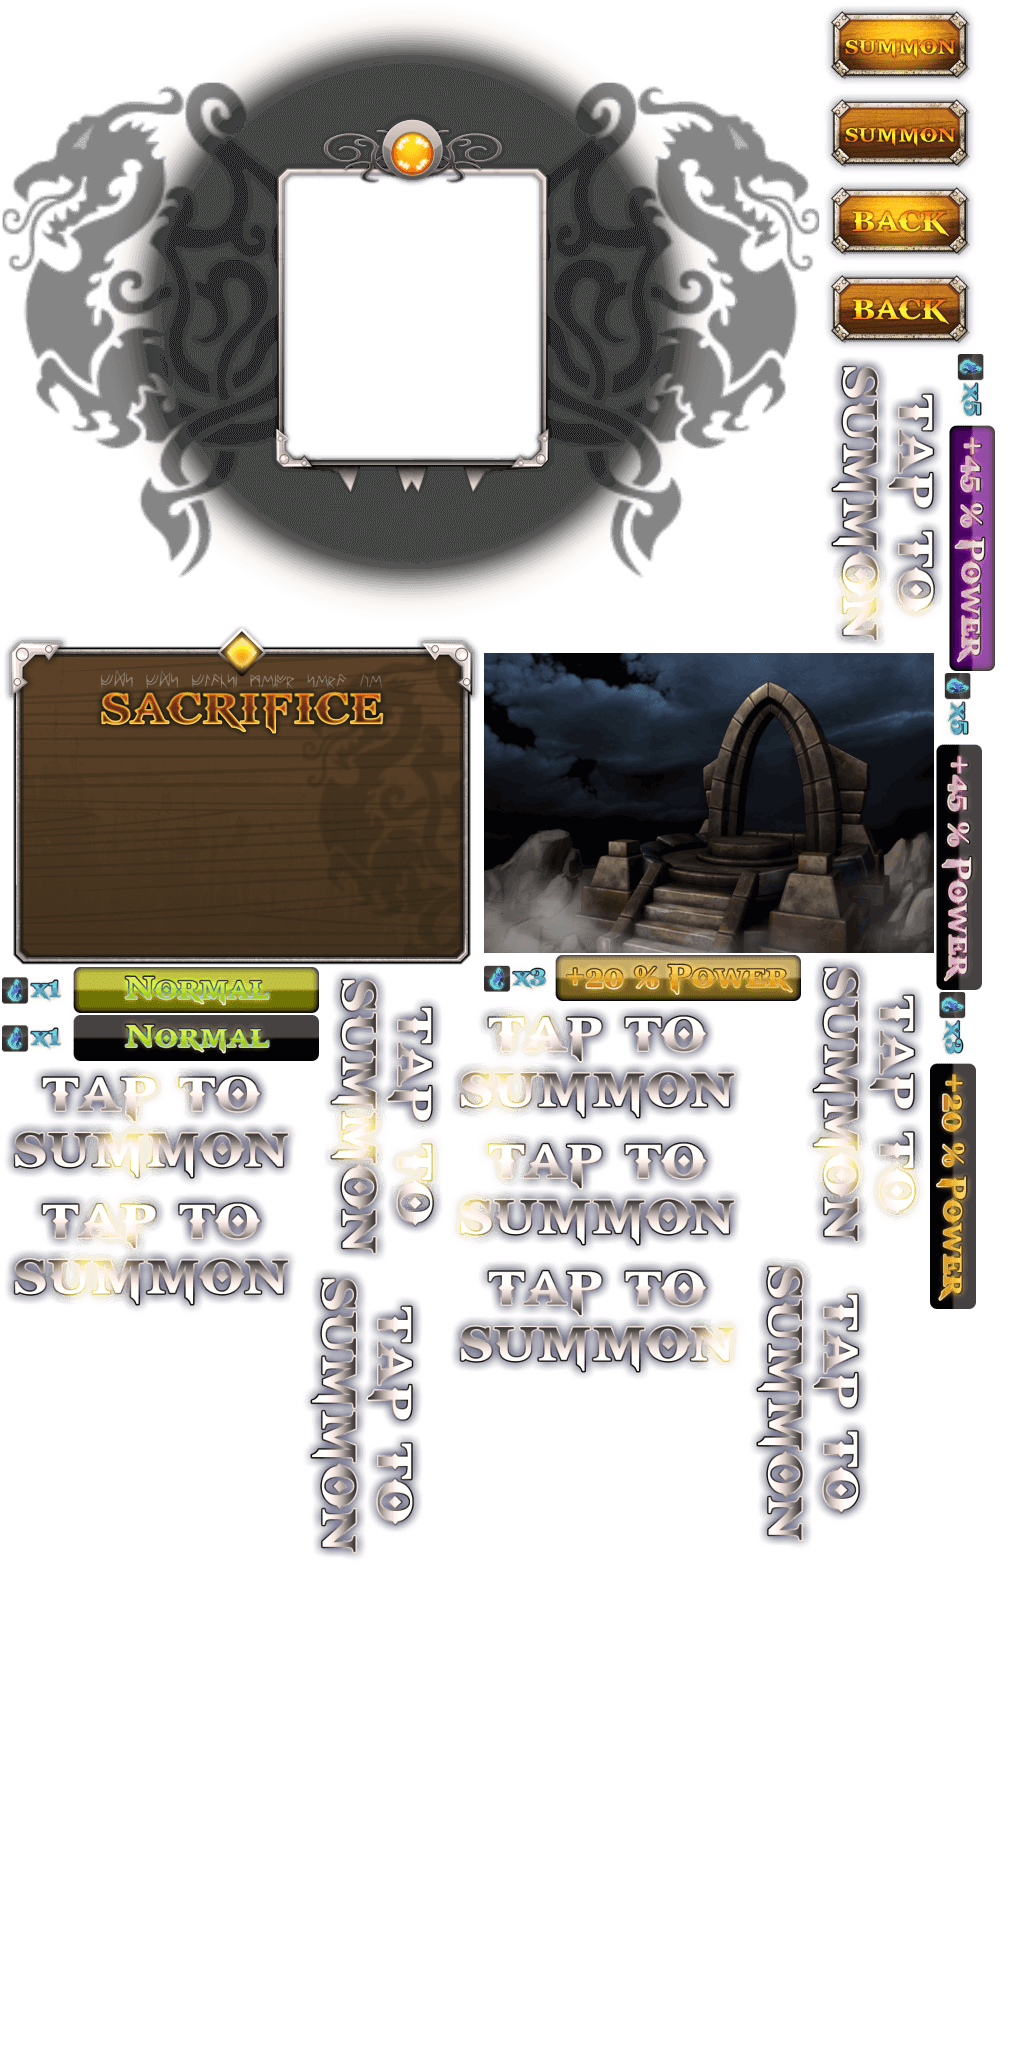 SUMMON
SUMMON
BACK
BACK
x5
+45 % POWER
TAP TO
SUMMON
SACRIFICE
x5
+45 % POWER
x1 NORMAL
x1 NORMAL
x3 +20 % POWER
x3
+20 % POWER
TAP TO
SUMMON
TAP TO
SUMMON
TAP TO
SUMMON
TAP TO
SUMMON
TAP TO
SUMMON
TAP TO
SUMMON
TAP TO
SUMMON
TAP TO
SUMMON
TAP TO
SUMMON